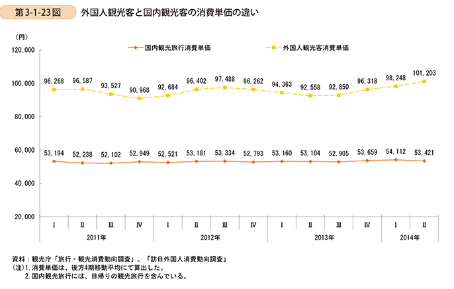 第3-1-23図 外国人観光客と国内観光客の消費単価の違い
(円)
国内観光旅行消費単価 外国人観光客消費単価
120,000
100,000
80,000
60,000
40,000
20,000
96,268 96,587 93,527 90,968 92,684 96,402 97,488 96,262 94,363 92,558 92,850 96,318 98,248 101,203
53,194 52,238 52,102 52,949 52,521 53,181 53,334 52,793 53,160 53,104 52,905 53,659 54,112 53,421
Ⅰ Ⅱ Ⅲ Ⅳ Ⅰ Ⅱ Ⅲ Ⅳ Ⅰ Ⅱ Ⅲ Ⅳ Ⅰ Ⅱ
2011年 2012年 2013年 2014年
資料:観光庁「旅行・観光消費動向調査」、「訪日外国人消費動向調査」
(注)1.消費単価は、後方4期移動平均にて算出した。
2.国内観光旅行には、日帰りの観光旅行を含んでいる。